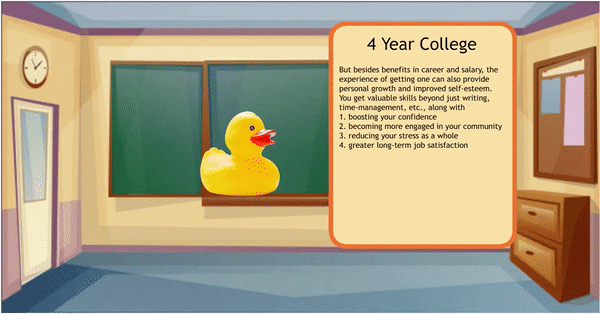 4 Year College
But besides benefits in career and salary, the
experience of getting one can also provide
personal growth and improved self-esteem.
You get valuable skills beyond just writing,
time-management, etc., along with
1. boosting your confidence
2. becoming more engaged in your community
3. reducing your stress as a whole
4. greater long-term job satisfaction